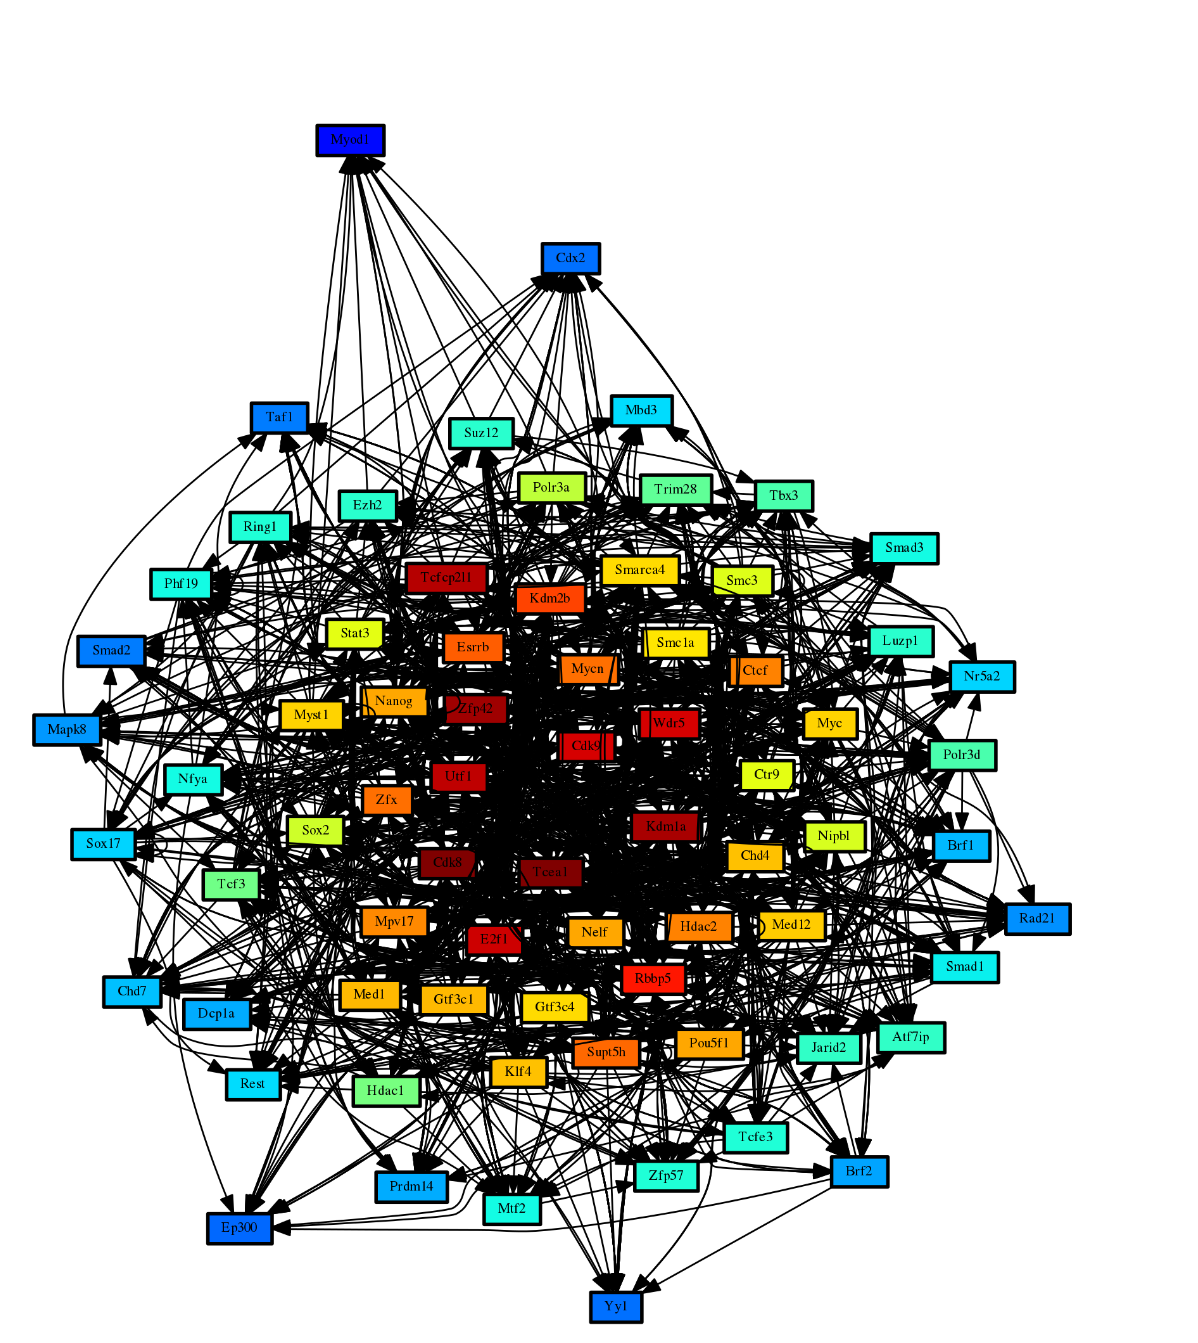 Myod1
Cdx2
Mbd3
Taf1
Suz12
Polr3a
Trim28
Tbx3
Ezh2
Ring1
Smad3
Phf19
Tcfcp2l1
Smarca4
Smc3
Kdm2b
Stat3
Esrrb
Smc1a
Luzp1
Smad2
Mycn
Ctcf
Nr5a2
Nanog
Zfp42
Myst1
Wdr5
Myc
Mapk8
Cdk9
Polr3d
Nfya
Utf1
Ctr9
Zfx
Sox2
Kdm1a
Nipbl
Sox17
Brf1
Cdk8
Tcea1
Chd4
Tcf3
Mpv17
Nelf
Hdac2
Med12
Rad21
E2f1
Smad1
Rbbp5
Chd7
Med1
Gtf3c1
Gtf3c4
Dcp1a
Atf7ip
Supt5h
Pou5f1
Jarid2
Klf4
Rest
Hdac1
Tcfe3
Zfp57
Brf2
Prdm14
Mtf2
Ep300
Yy1